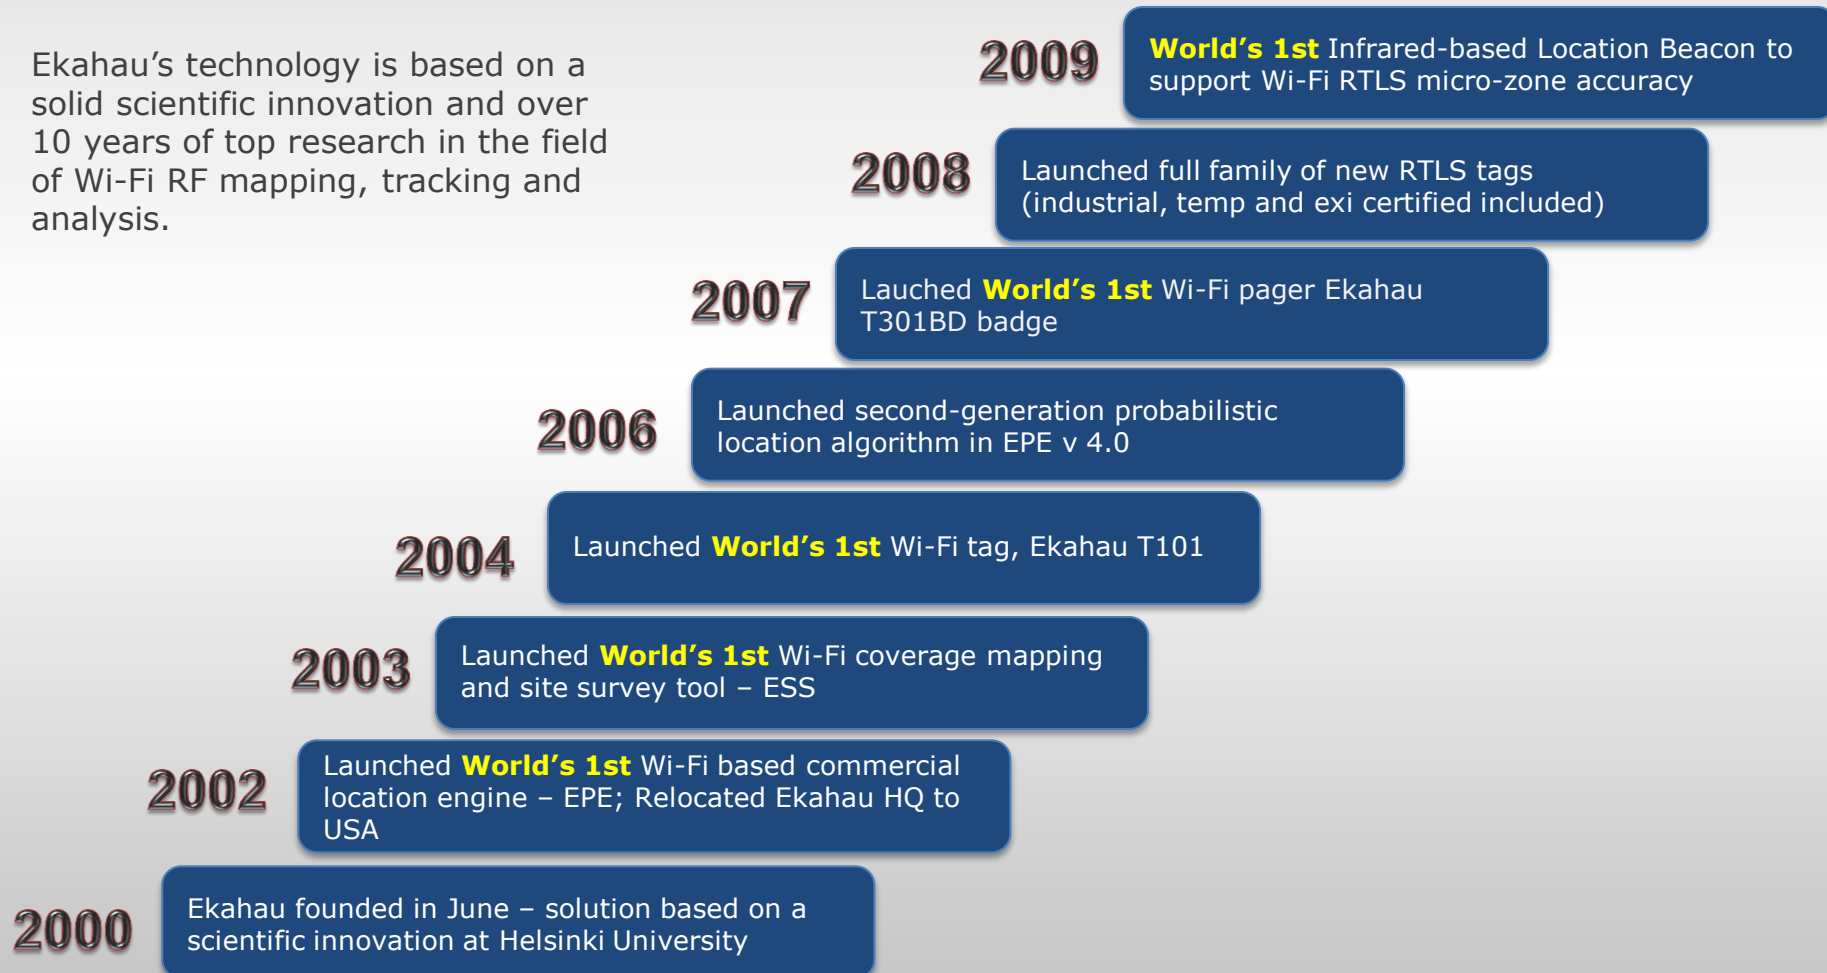 Ekahau’s technology is based on a
solid scientific innovation and over
10 years of top research in the field
of Wi-Fi RF mapping, tracking and
analysis.
2009
World’s 1st Infrared-based Location Beacon to
support Wi-Fi RTLS micro-zone accuracy
2008
Launched full family of new RTLS tags
(industrial, temp and exi certified included)
2007
Lauched World’s 1st Wi-Fi pager Ekahau
T301BD badge
2006
Launched second-generation probabilistic
location algorithm in EPE v 4.0
2004
Launched World’s 1st Wi-Fi tag, Ekahau T101
2003
Launched World’s 1st Wi-Fi coverage mapping
and site survey tool – ESS
2002
Launched World’s 1st Wi-Fi based commercial
location engine – EPE; Relocated Ekahau HQ to
USA
2000
Ekahau founded in June – solution based on a
scientific innovation at Helsinki University